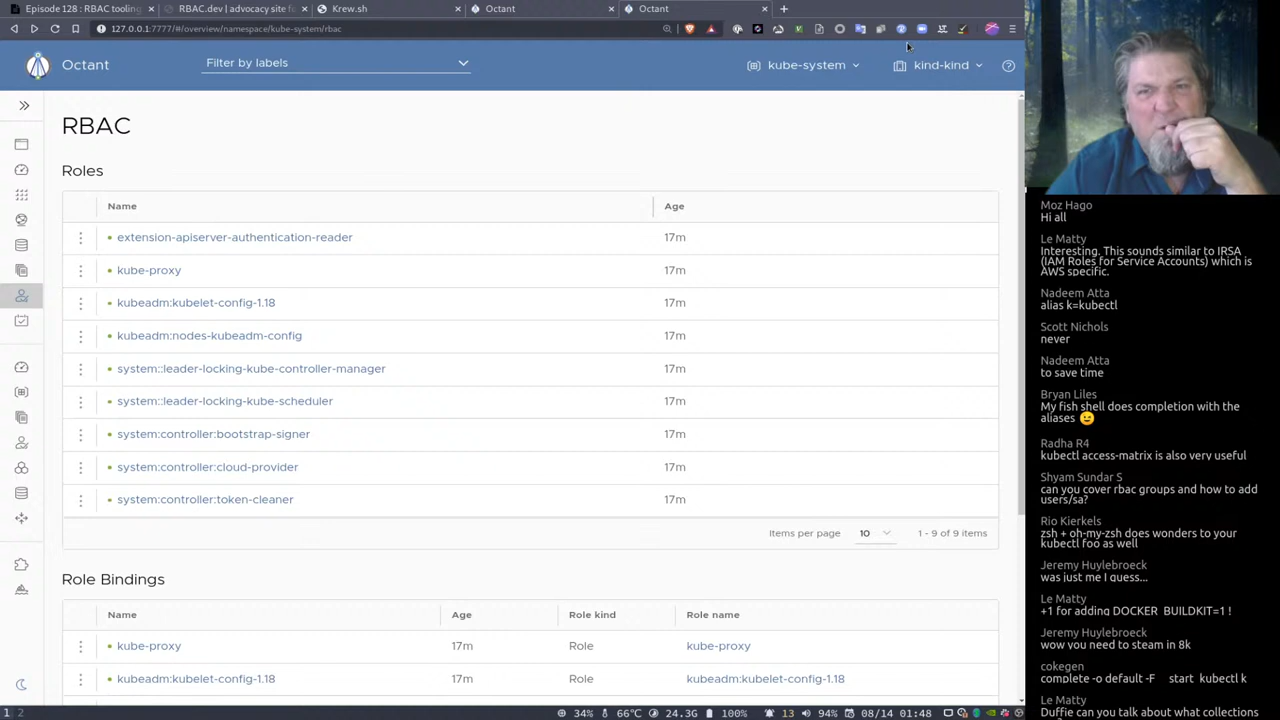 Episode 128 : RBAC tooling
RBAC.dev | advocacy site f
Krew.sh
Octant
Octant
127.0.0.1:7777/#/overview/namespace/kube-system/rbac
Octant
Filter by labels
kube-system
kind-kind
RBAC
Roles
Name
Age
extension-apiserver-authentication-reader
17m
kube-proxy
17m
kubeadm:kubelet-config-1.18
17m
kubeadm:nodes-kubeadm-config
17m
system::leader-locking-kube-controller-manager
17m
system::leader-locking-kube-scheduler
17m
system:controller:bootstrap-signer
17m
system:controller:cloud-provider
17m
system:controller:token-cleaner
17m
Items per page
10
1 - 9 of 9 items
Role Bindings
Name
Age
Role kind
Role name
kube-proxy
17m
Role
kube-proxy
kubeadm:kubelet-config-1.18
17m
Role
kubeadm:kubelet-config-1.18
Moz Hago
Hi all
Le Matty
Interesting. This sounds similar to IRSA
(IAM Roles for Service Accounts) which is
AWS specific.
Nadeem Atta
alias k=kubectl
Scott Nichols
never
Nadeem Atta
to save time
Bryan Liles
My fish shell does completion with the
aliases 😉
Radha R4
kubectl access-matrix is also very useful
Shyam Sundar S
can you cover rbac groups and how to add
users/sa?
Rio Kierkels
zsh + oh-my-zsh does wonders to your
kubectl foo as well
Jeremy Huylebroeck
was just me I guess...
Le Matty
+1 for adding DOCKER_BUILDKIT=1 !
Jeremy Huylebroeck
wow you need to steam in 8k
cokegen
complete -o default -F __start_kubectl k
Le Matty
Duffie can you talk about what collections
1 2
34% 66°C 24.3G 100% 13 94% 08/14 01:48